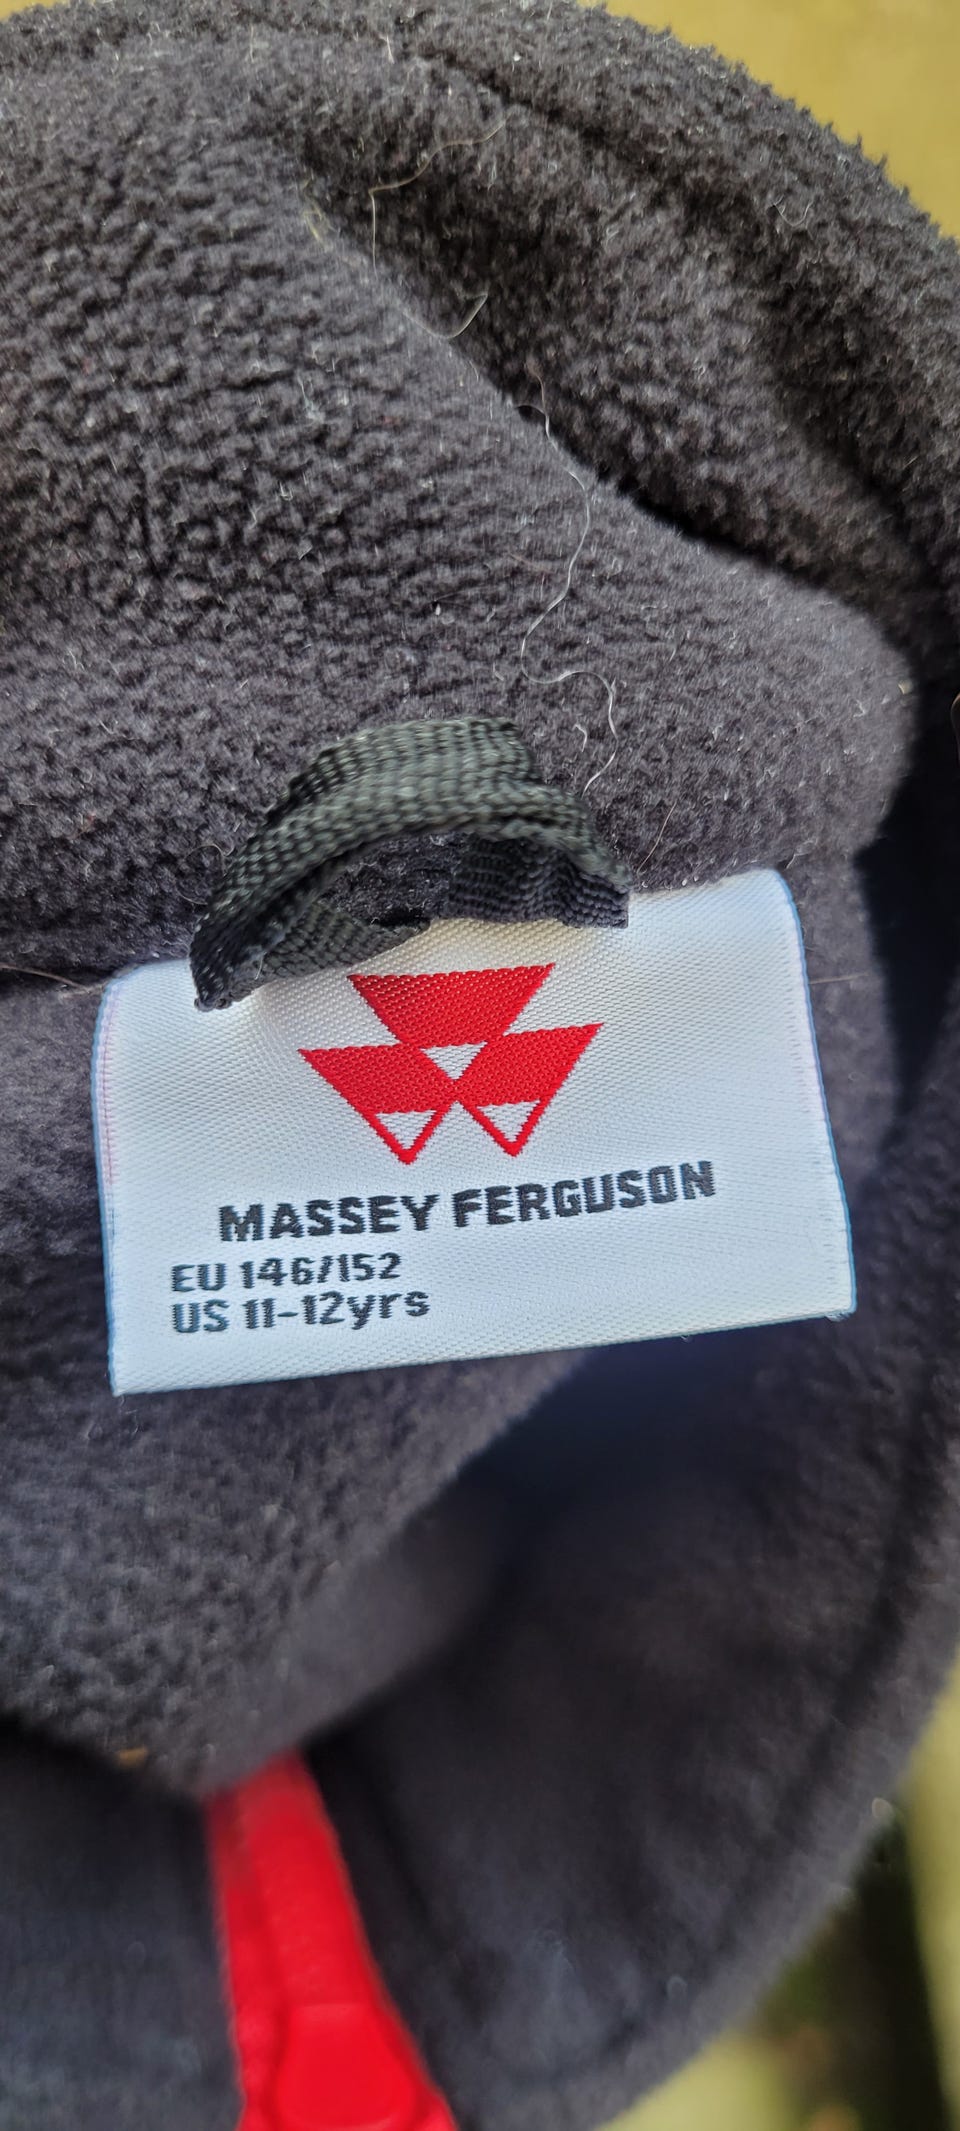 MASSEY FERGUSON
EU 146/152
US 11-12yrs